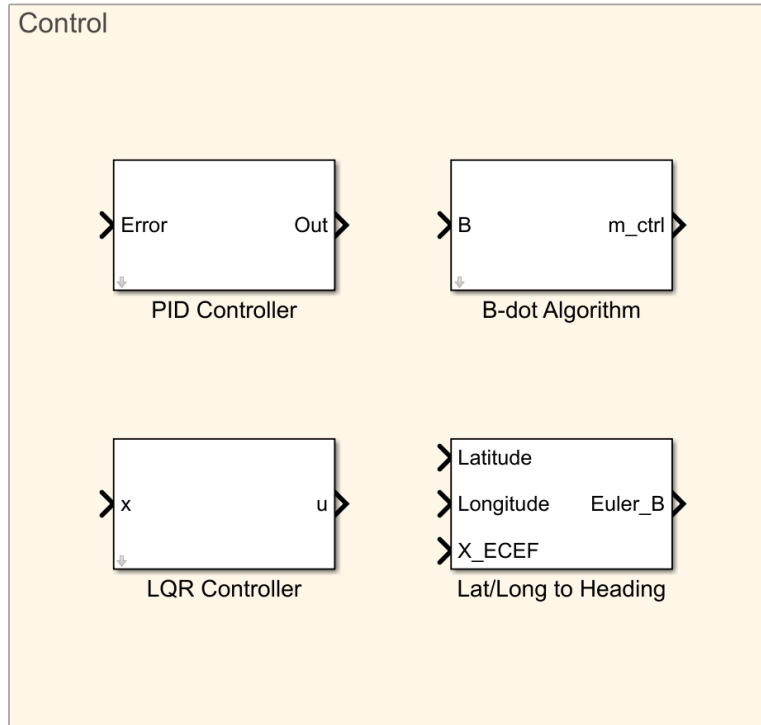 Control
Error
Out
PID Controller
B
m_ctrl
B-dot Algorithm
x
u
LQR Controller
Latitude
Longitude
X_ECEF
Euler_B
Lat/Long to Heading